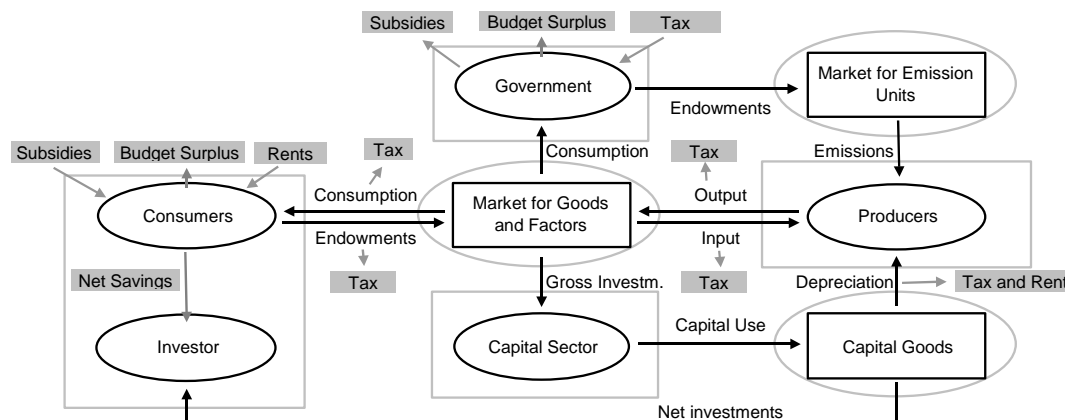 Subsidies
Budget Surplus
Tax
Government
Endowments
Market for Emission
Units
Subsidies
Budget Surplus
Rents
Tax
Consumption
Tax
Emissions
Consumers
Consumption
Market for Goods
and Factors
Output
Producers
Endowments
Input
Tax
Tax
Net Savings
Gross Investm.
Depreciation
Tax and Rent
Capital Use
Investor
Capital Sector
Capital Goods
Net investments